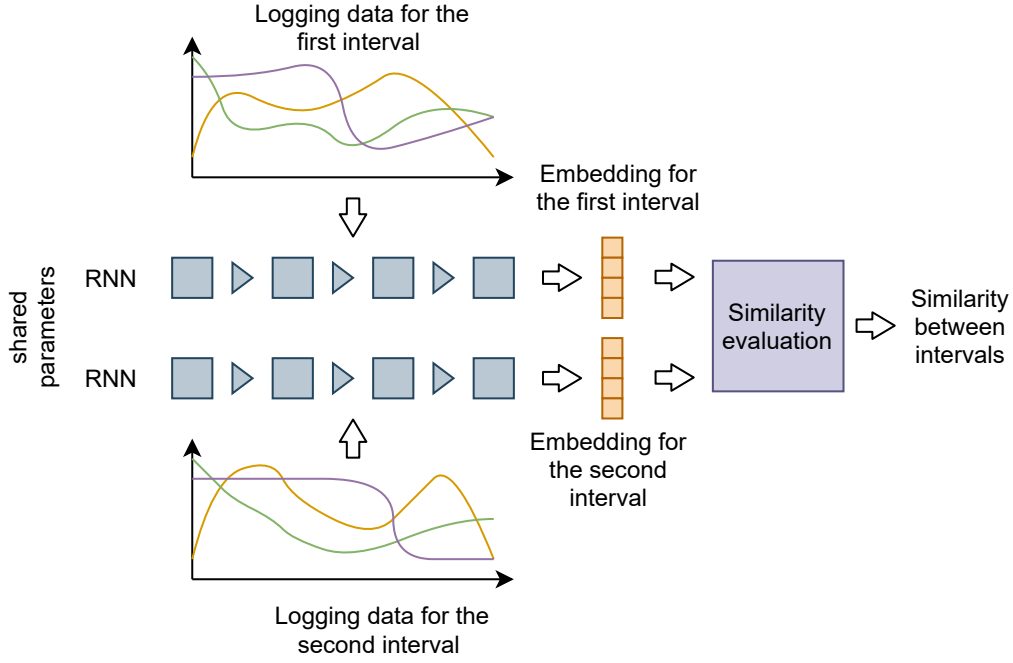 Logging data for the
first interval
Embedding for
the first interval
shared
parameters
RNN
RNN
Similarity
evaluation
Similarity
between
intervals
Embedding for
the second
interval
Logging data for the
second interval